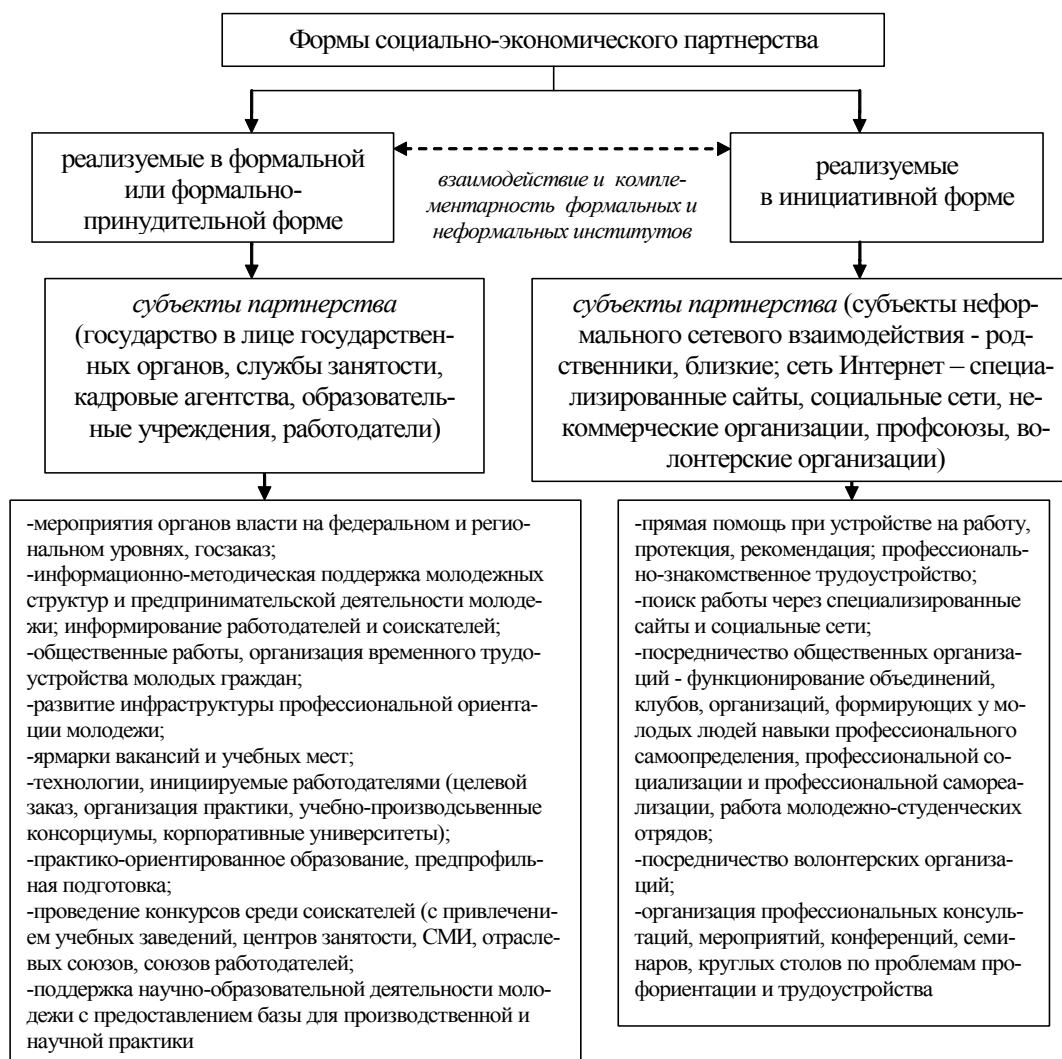 Формы социально-экономического партнерства
реализуемые в формальной
или формально-
принудительной форме
взаимодействие и компле-
ментарность формальных и
неформальных институтов
реализуемые
в инициативной форме
субъекты партнерства
(государство в лице государствен-
ных органов, службы занятости,
кадровые агентства, образователь-
ные учреждения, работодатели)
субъекты партнерства (субъекты нефор-
мального сетевого взаимодействия - род-
ственники, близкие; сеть Интернет – специа-
лизированные сайты, социальные сети, не-
коммерческие организации, профсоюзы, во-
лонтерские организации)
-мероприятия органов власти на федеральном и регио-
нальном уровнях, госзаказ;
-информационно-методическая поддержка молодежных
структур и предпринимательской деятельности молоде-
жи; информирование работодателей и соискателей;
-общественные работы, организация временного трудо-
устройства молодых граждан;
-развитие инфраструктуры профессиональной ориента-
ции молодежи;
-ярмарки вакансий и учебных мест;
-технологии, инициируемые работодателями (целевой
заказ, организация практики, учебно-производсьвенные
консорциумы, корпоративные университеты);
-практико-ориентированное образование, предпрофиль-
ная подготовка;
-проведение конкурсов среди соискателей (с привлечени-
ем учебных заведений, центров занятости, СМИ, отрасле-
вых союзов, союзов работодателей;
-поддержка научно-образовательной деятельности моло-
дежи с предоставлением базы для производственной и
научной практики
-прямая помощь при устройстве на работу,
протекция, рекомендация; профессиональ-
но-знакомственное трудоустройство;
-поиск работы через специализированные
сайты и социальные сети;
-посредничество общественных организа-
ций - функционирование объединений,
клубов, организаций, формирующих у мо-
лодых людей навыки профессионального
самоопределения, профессиональной со-
циализации и профессиональной самореа-
лизации, работа молодежно-студенческих
отрядов;
-посредничество волонтерских организа-
ций;
-организация профессиональных консуль-
таций, мероприятий, конференций, семи-
наров, круглых столов по проблемам про-
фориентации и трудоустройства